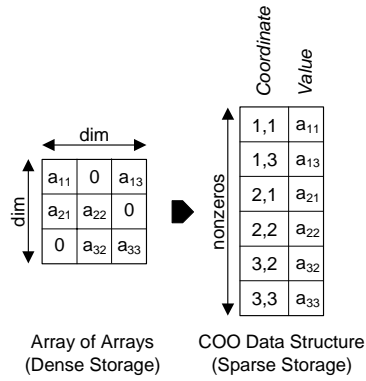 Coordinate
Value
dim
dim
a11 0 a13
a21 a22 0
0 a32 a33
nonzeros
1,1 a11
1,3 a13
2,1 a21
2,2 a22
3,2 a32
3,3 a33
Array of Arrays
(Dense Storage)
COO Data Structure
(Sparse Storage)